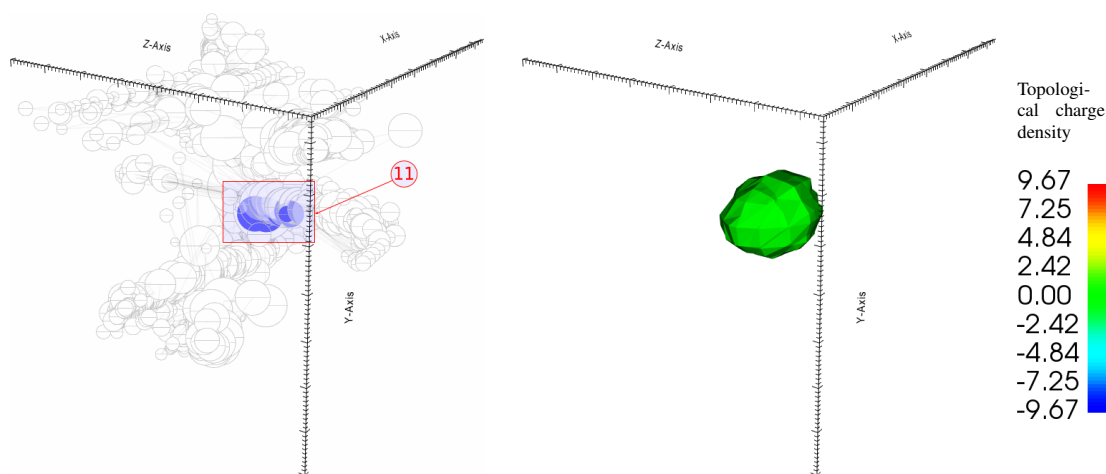 Z-Axis
X-Axis
11
Y-Axis
Z-Axis
X-Axis
Y-Axis
Topologi-
cal charge
density
9.67
7.25
4.84
2.42
0.00
-2.42
-4.84
-7.25
-9.67